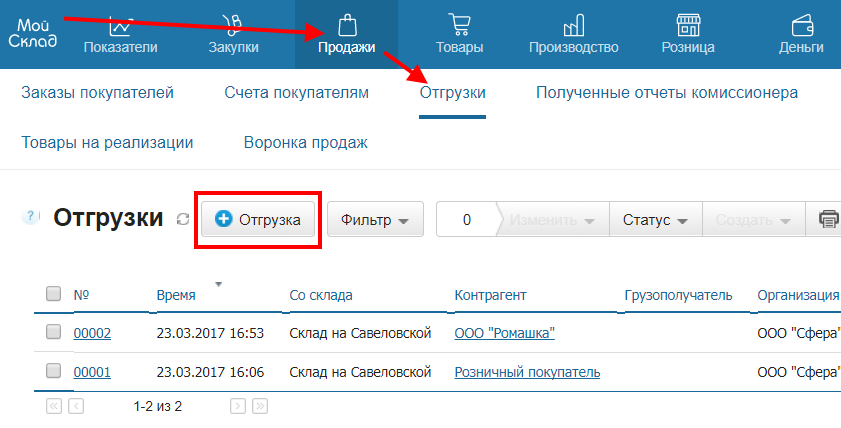 Мой
Склад
Показатели Закупки Продажи Товары Производство Розница Деньги
Заказы покупателей Счета покупателям Отгрузки Полученные отчеты комиссионера
Товары на реализации Воронка продаж
? Отгрузки Отгрузка Фильтр 0 Изменить Статус Создать
№ Время Со склада Контрагент Грузополучатель Организация
00002 23.03.2017 16:53 Склад на Савеловской ООО "Ромашка" ООО "Сфера"
00001 23.03.2017 16:06 Склад на Савеловской Розничный покупатель ООО "Сфера"
1-2 из 2